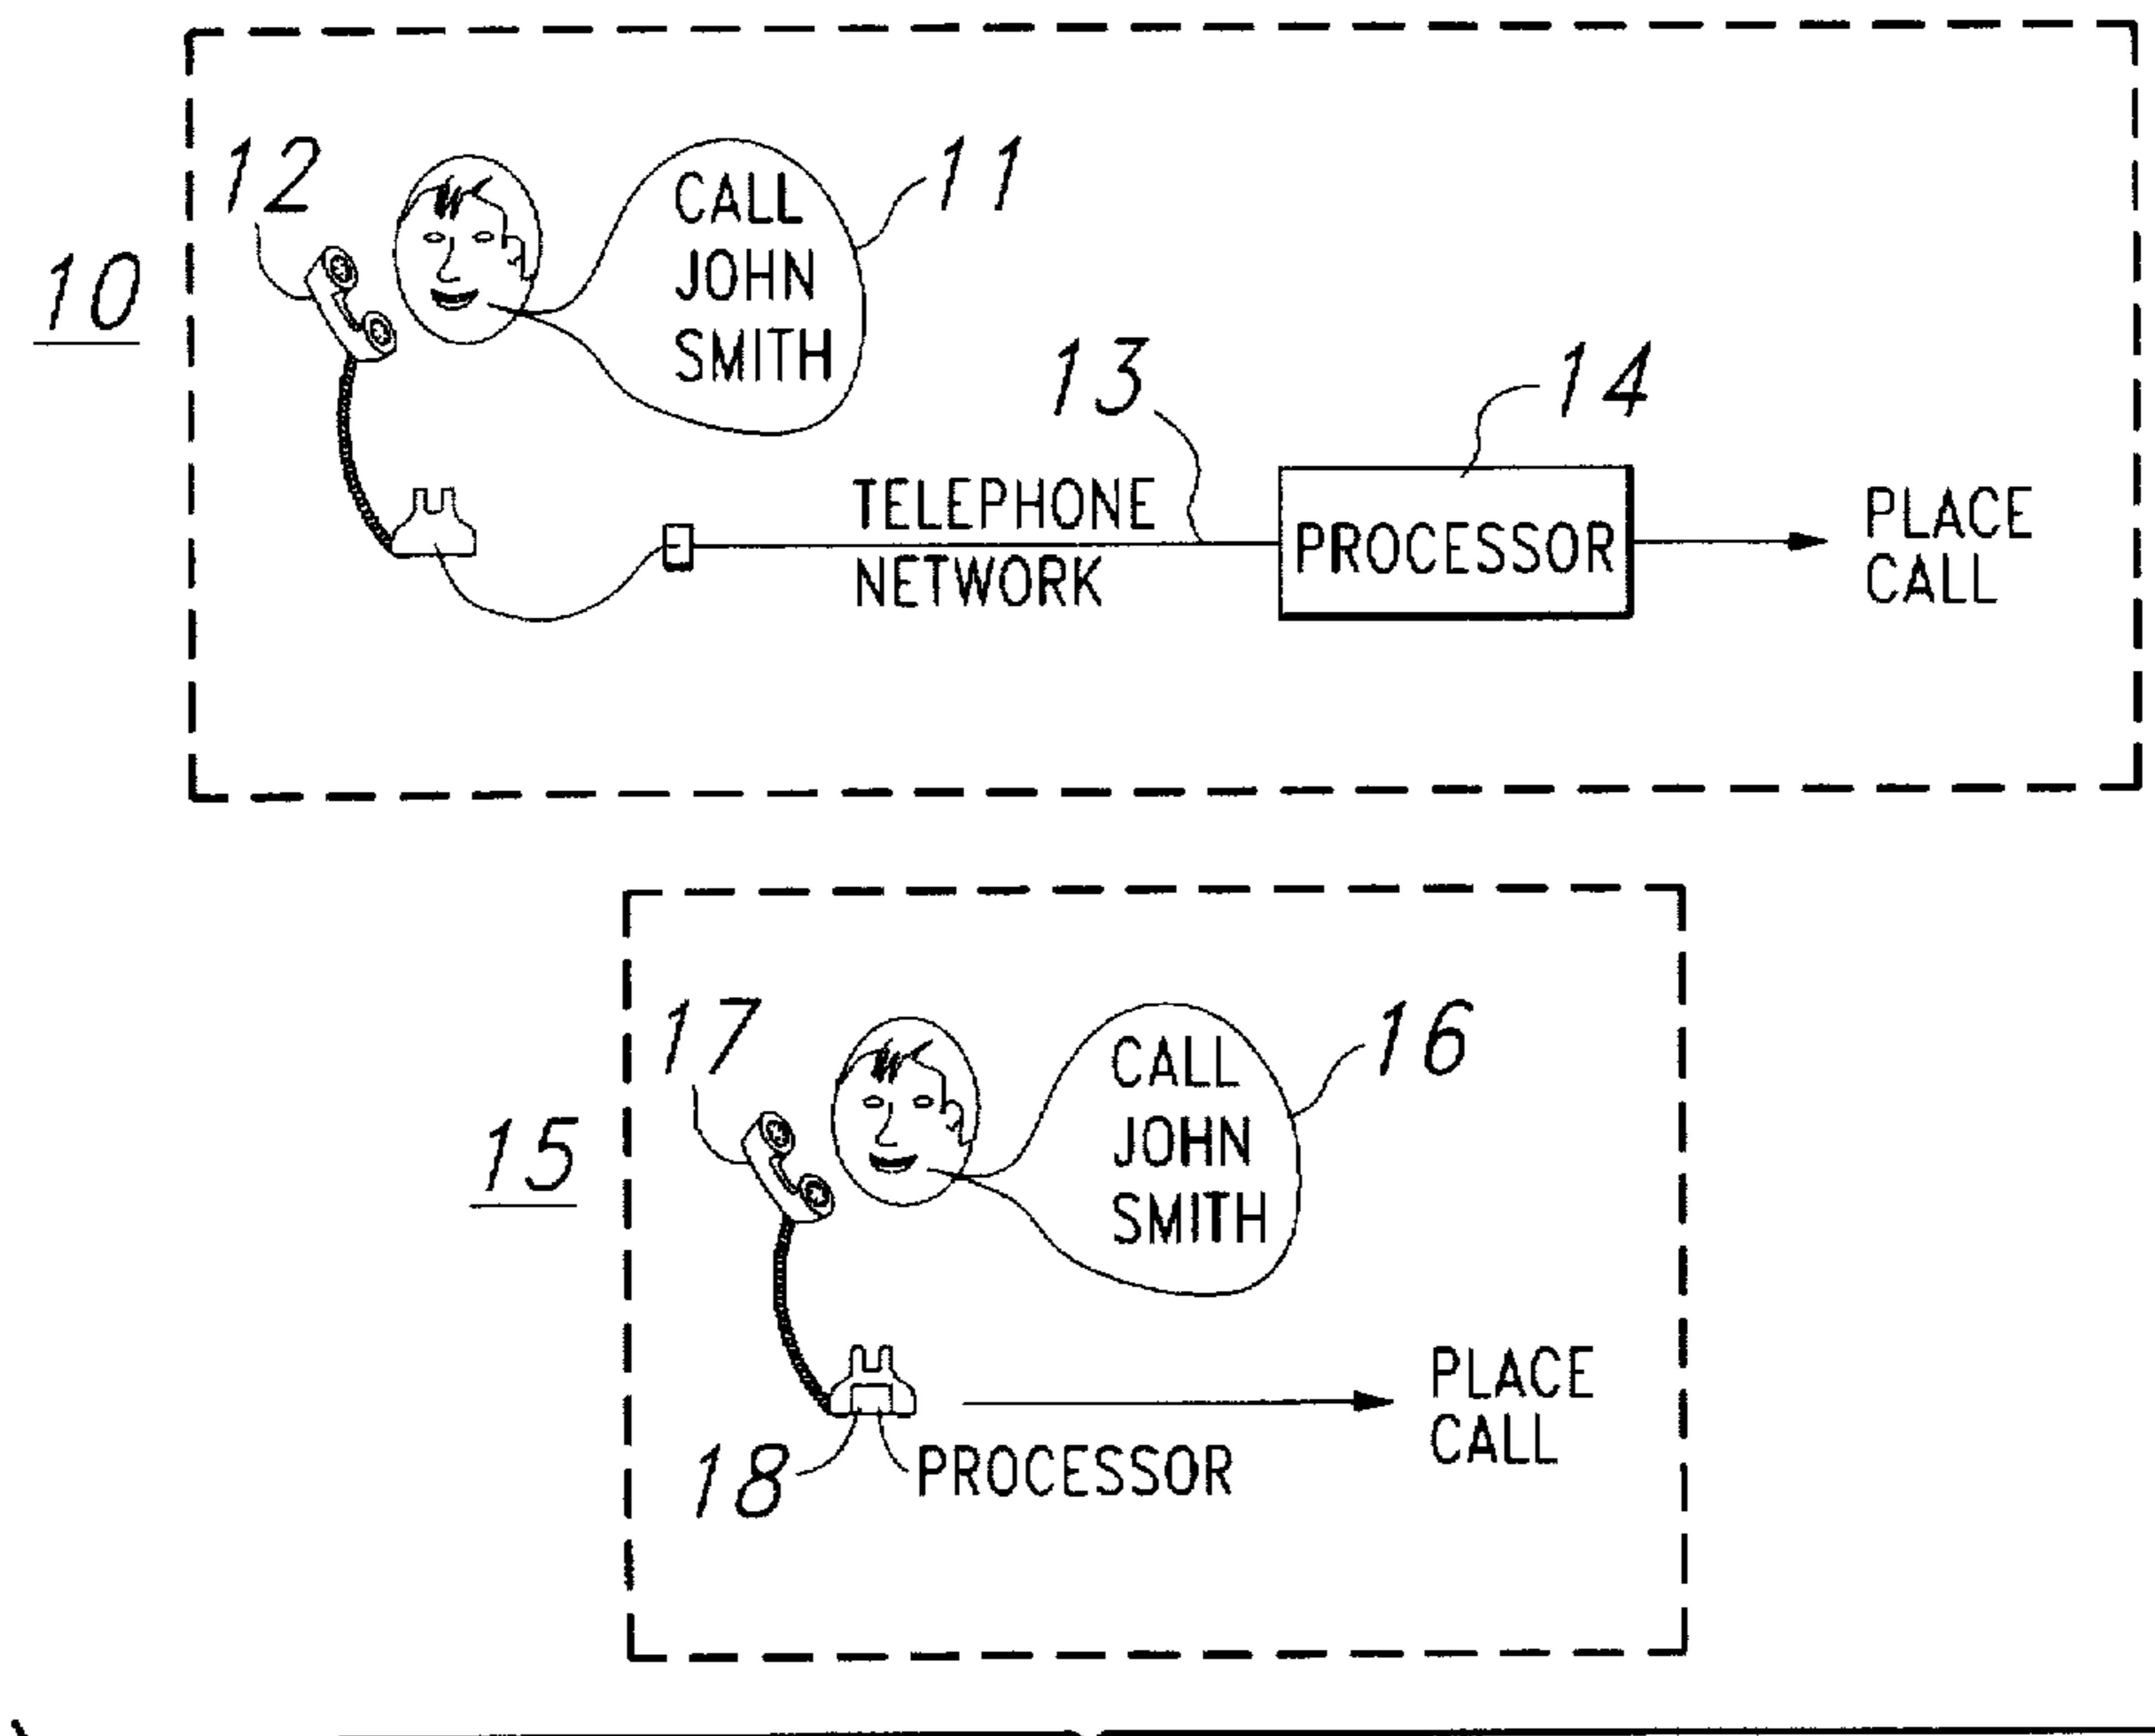 12
11
CALL
JOHN
SMITH
10
13
14
TELEPHONE
NETWORK
PROCESSOR
PLACE
CALL
17
16
CALL
JOHN
SMITH
15
PLACE
CALL
18
PROCESSOR